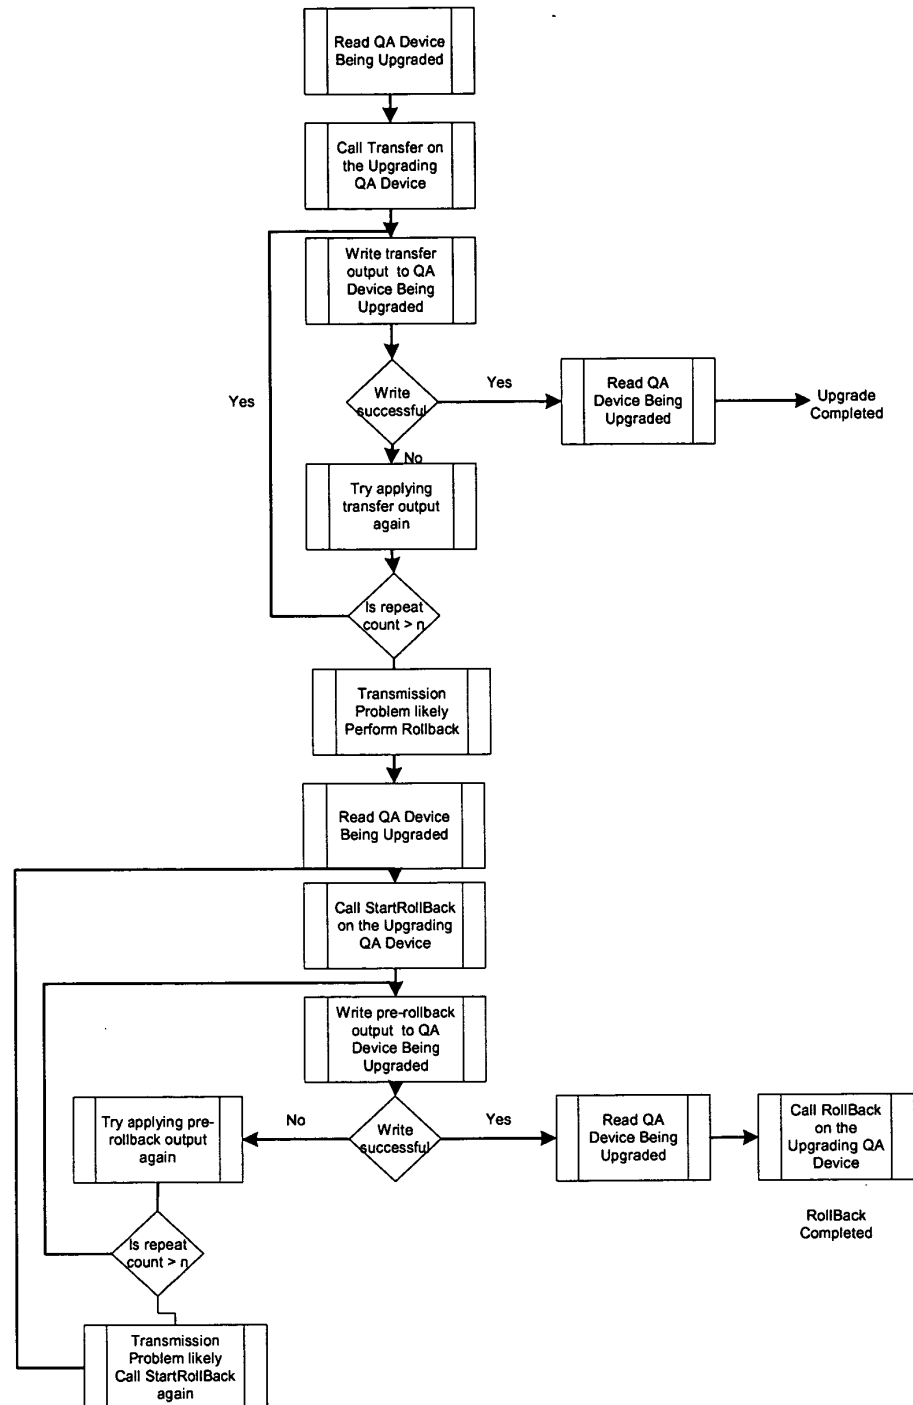 Read QA Device
Being Upgraded
Call Transfer on
the Upgrading
QA Device
Write transfer
output to QA
Device Being
Upgraded
Yes
Write
successful
Yes
Read QA
Device Being
Upgraded
Upgrade
Completed
No
Try applying
transfer output
again
Is repeat
count > n
Transmission
Problem likely
Perform Rollback
Read QA Device
Being Upgraded
Call StartRollBack
on the Upgrading
QA Device
Write pre-rollback
output to QA
Device Being
Upgraded
Try applying pre-
rollback output
again
No
Write
successful
Yes
Read QA
Device Being
Upgraded
Call RollBack
on the
Upgrading QA
Device
RollBack
Completed
Is repeat
count > n
Transmission
Problem likely
Call StartRollBack
again